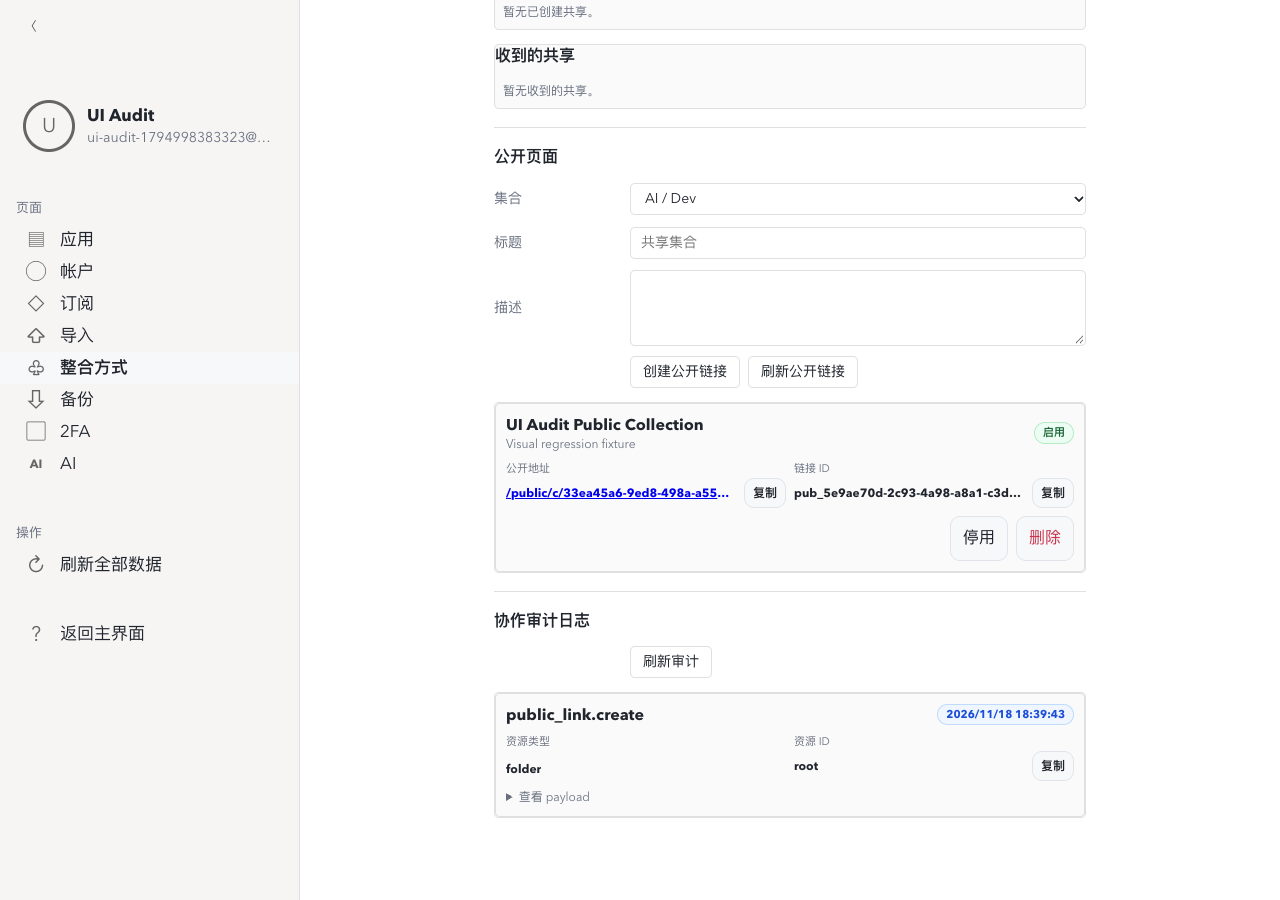 U
UI Audit
ui-audit-1794998383323@...
页面
应用
帐户
订阅
导入
整合方式
备份
2FA
AI AI
操作
刷新全部数据
? 返回主界面
暂无已创建共享。
收到的共享
暂无收到的共享。
公开页面
集合 AI / Dev
标题 共享集合
描述
创建公开链接 刷新公开链接
UI Audit Public Collection
Visual regression fixture
启用
公开地址 链接 ID
/public/c/33ea45a6-9ed8-498a-a55... 复制 pub_5e9ae70d-2c93-4a98-a8a1-c3d... 复制
停用 删除
协作审计日志
刷新审计
public_link.create 2026/11/18 18:39:43
资源类型 资源 ID
folder root 复制
查看 payload